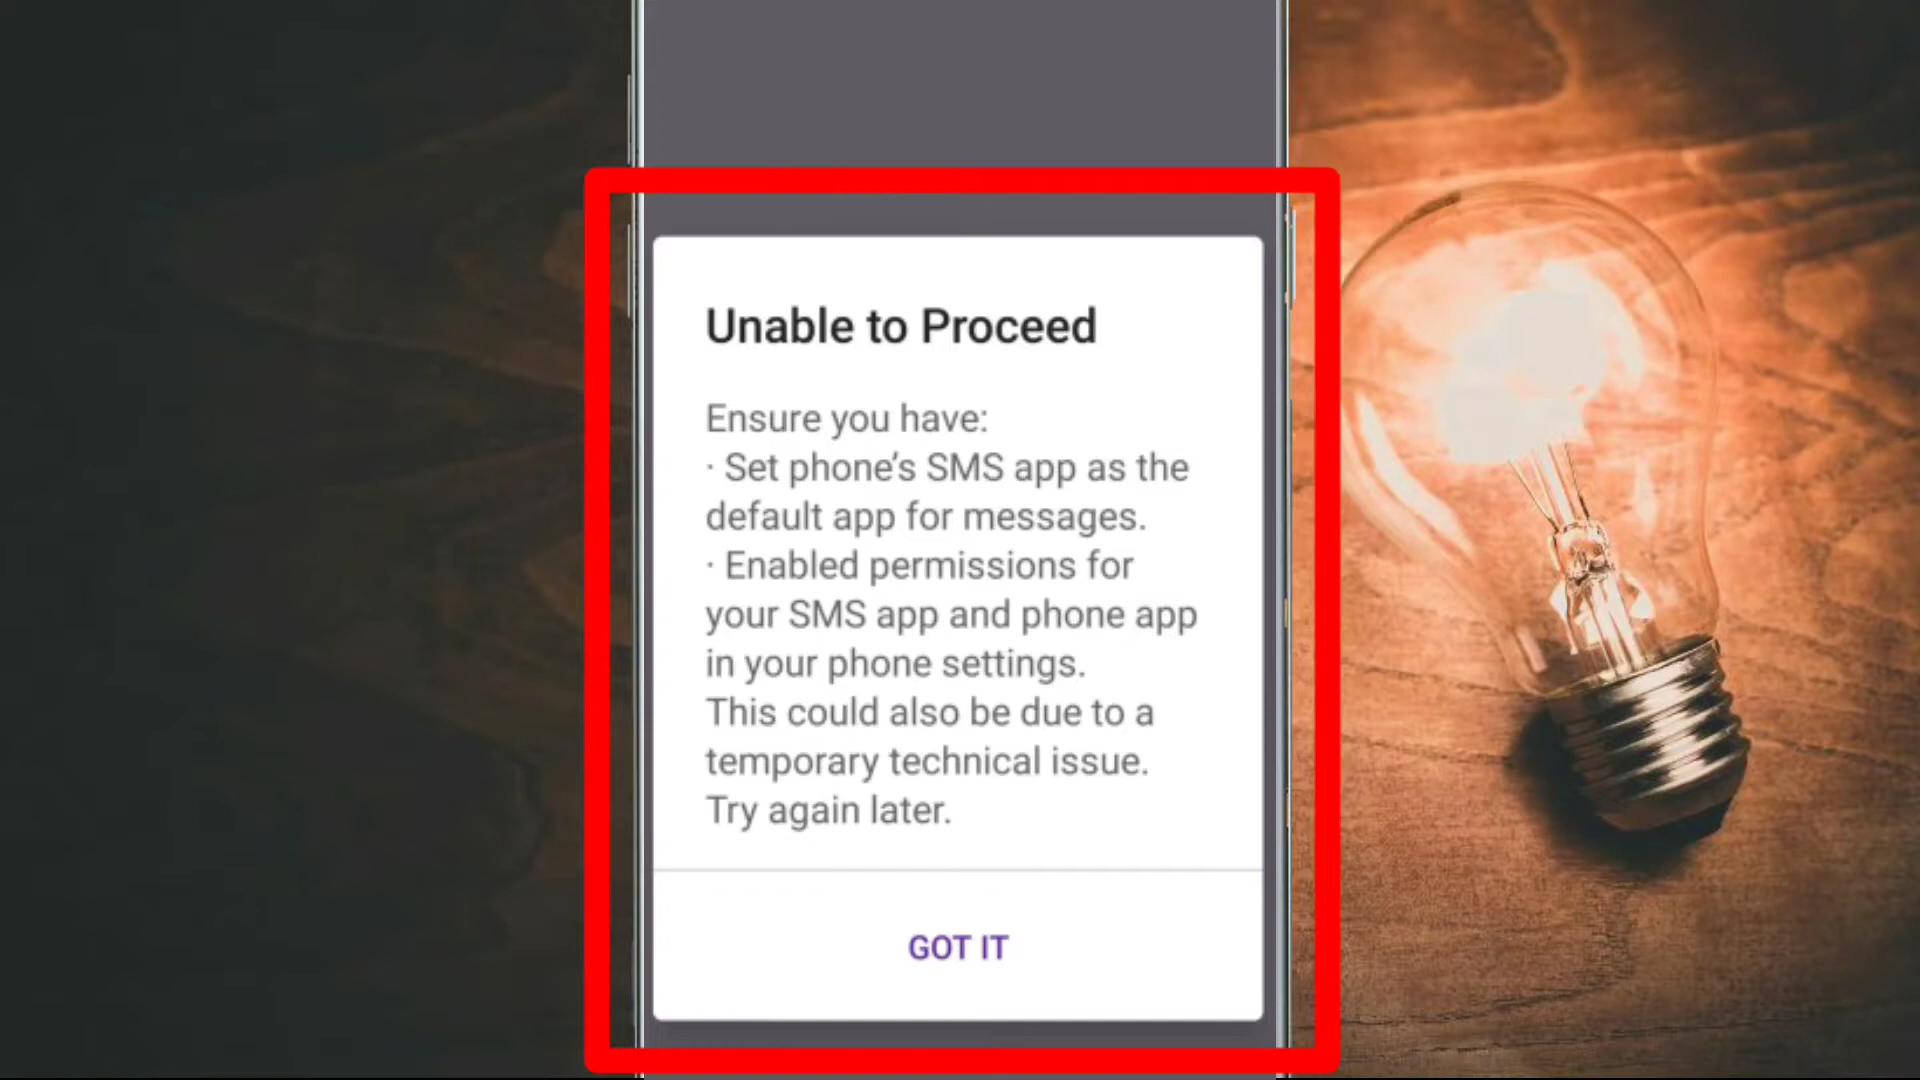 Unable to Proceed
Ensure you have:
· Set phone’s SMS app as the
default app for messages.
· Enabled permissions for
your SMS app and phone app
in your phone settings.
This could also be due to a
temporary technical issue.
Try again later.
GOT IT